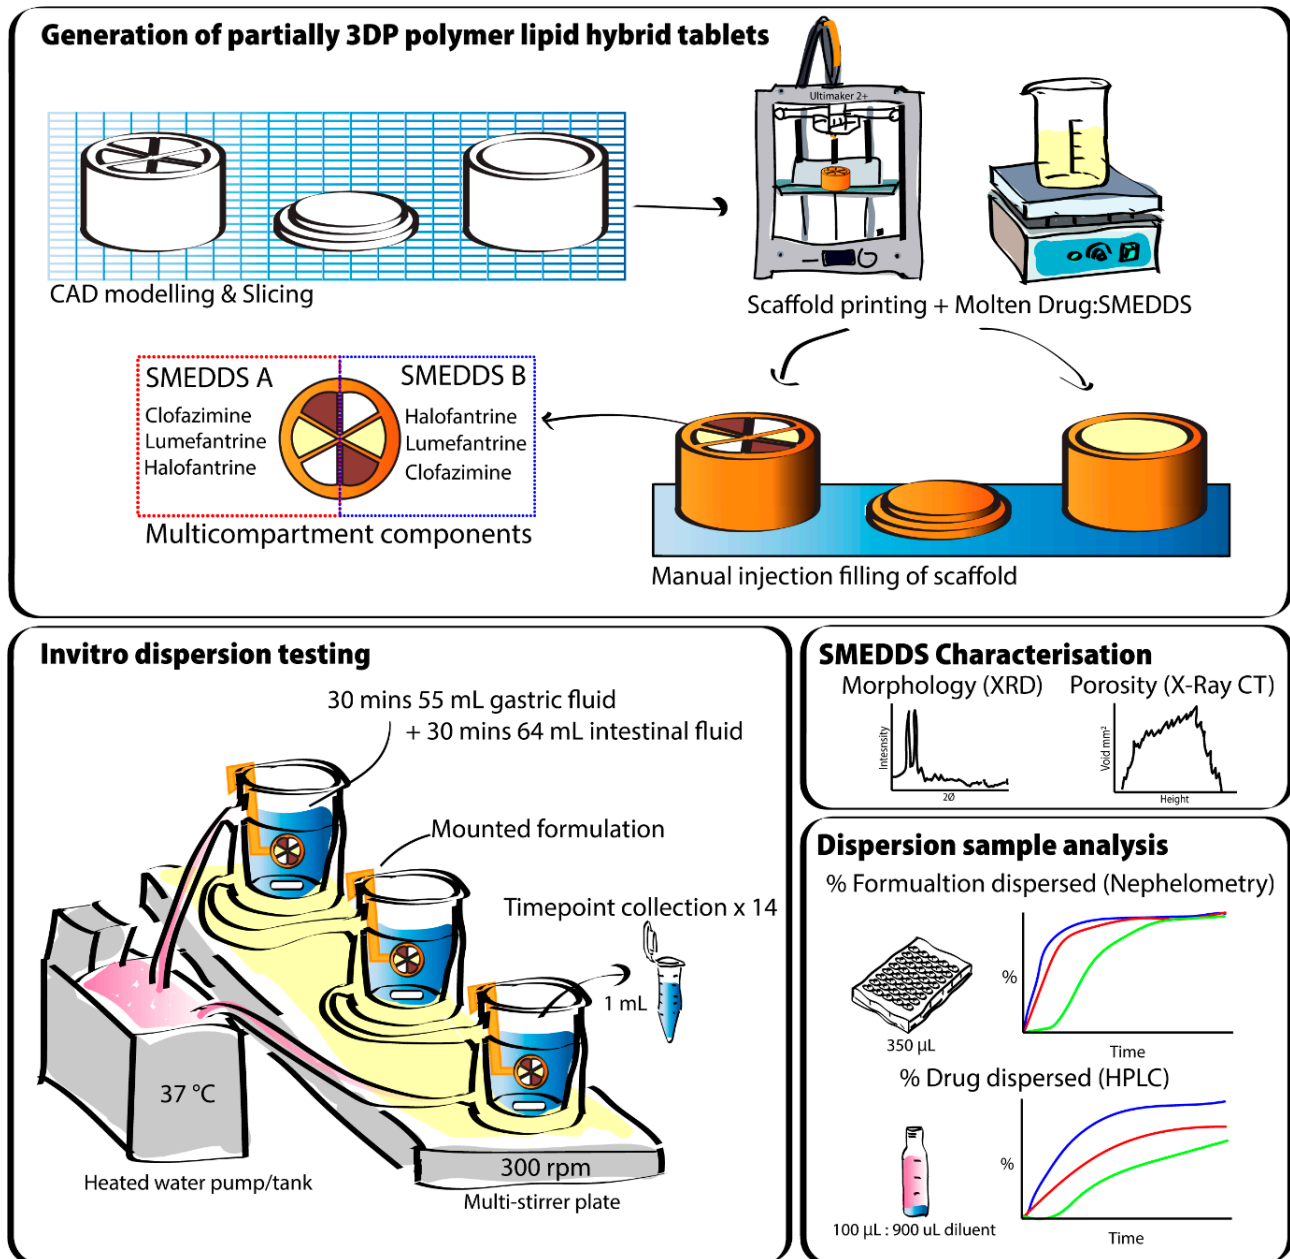 Generation of partially 3DP polymer lipid hybrid tablets
Ultimaker 2+
CAD modelling & Slicing
Scaffold printing + Molten Drug:SMEDDS
SMEDDS A
Clofazimine
Lumefantrine
Halofantrine
SMEDDS B
Halofantrine
Lumefantrine
Clofazimine
Multicompartment components
Manual injection filling of scaffold
Invitro dispersion testing
30 mins 55 mL gastric fluid
+ 30 mins 64 mL intestinal fluid
Mounted formulation
Timepoint collection x 14
1 mL
37 °C
Heated water pump/tank
300 rpm
Multi-stirrer plate
SMEDDS Characterisation
Morphology (XRD)
Intesnsity
2Ø
Porosity (X-Ray CT)
Void mm²
Height
Dispersion sample analysis
% Formualtion dispersed (Nephelometry)
350 µL
%
Time
% Drug dispersed (HPLC)
100 µL : 900 uL diluent
%
Time